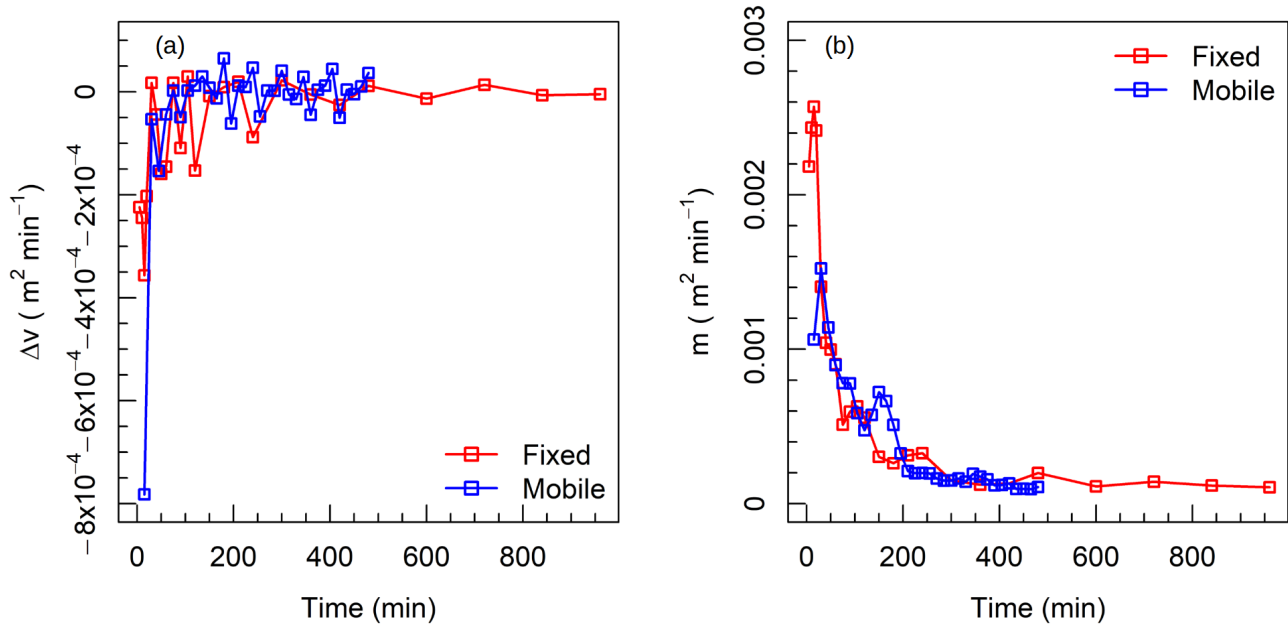 (a)
0
−2x10⁻⁴
−4x10⁻⁴
−6x10⁻⁴
−8x10⁻⁴
Δv ( m² min⁻¹)
Fixed
Mobile
0 200 400 600 800
Time (min)
(b)
Fixed
Mobile
0.003
0.002
0.001
0
m ( m² min⁻¹)
0 200 400 600 800
Time (min)